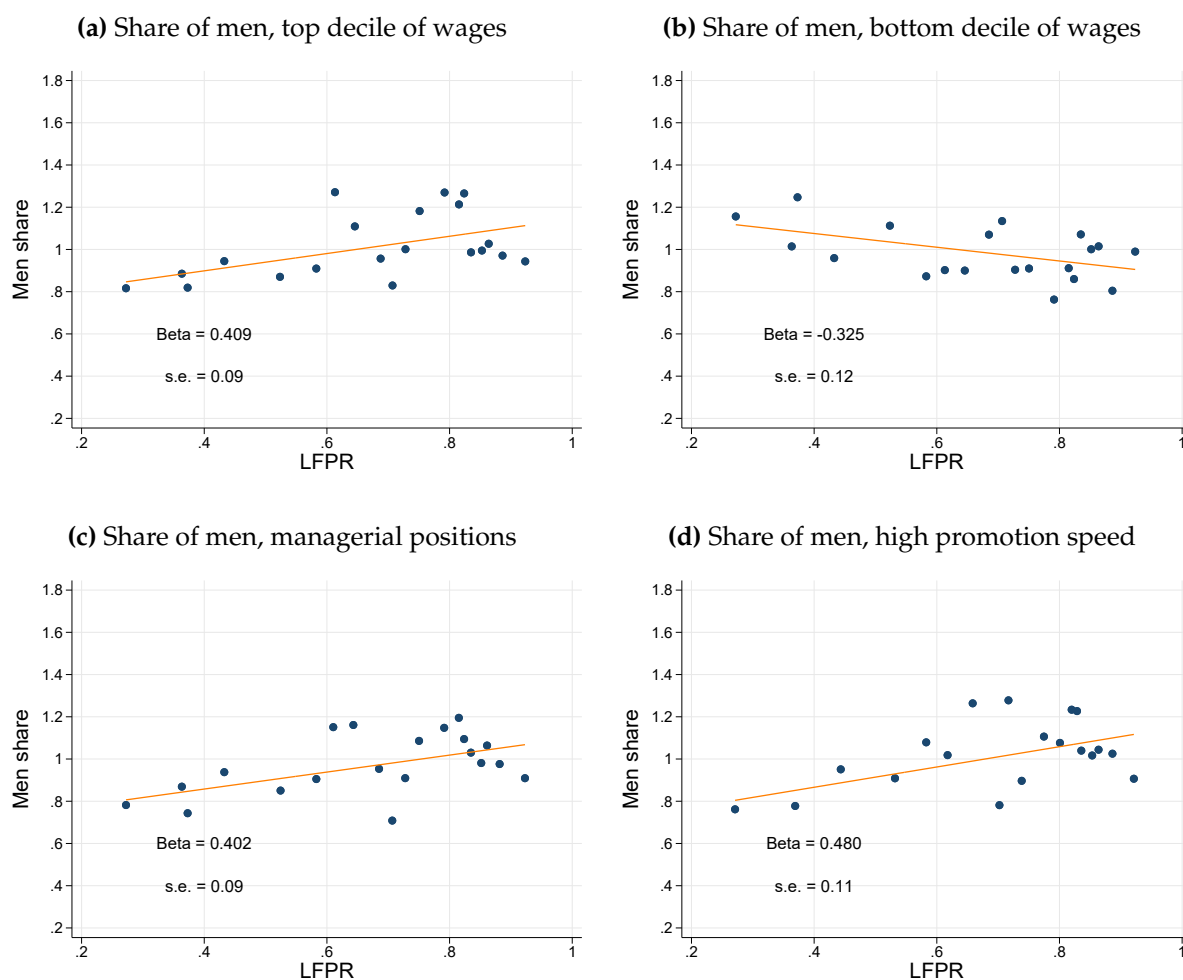 (a) Share of men, top decile of wages
1.8
1.6
1.4
1.2
1
.8
.6
.4
.2
Men share
Beta = 0.409
s.e. = 0.09
.2 .4 .6 .8 1
LFPR
(b) Share of men, bottom decile of wages
1.8
1.6
1.4
1.2
1
.8
.6
.4
.2
Men share
Beta = -0.325
s.e. = 0.12
.2 .4 .6 .8 1
LFPR
(c) Share of men, managerial positions
1.8
1.6
1.4
1.2
1
.8
.6
.4
.2
Men share
Beta = 0.402
s.e. = 0.09
.2 .4 .6 .8 1
LFPR
(d) Share of men, high promotion speed
1.8
1.6
1.4
1.2
1
.8
.6
.4
.2
Men share
Beta = 0.480
s.e. = 0.11
.2 .4 .6 .8 1
LFPR